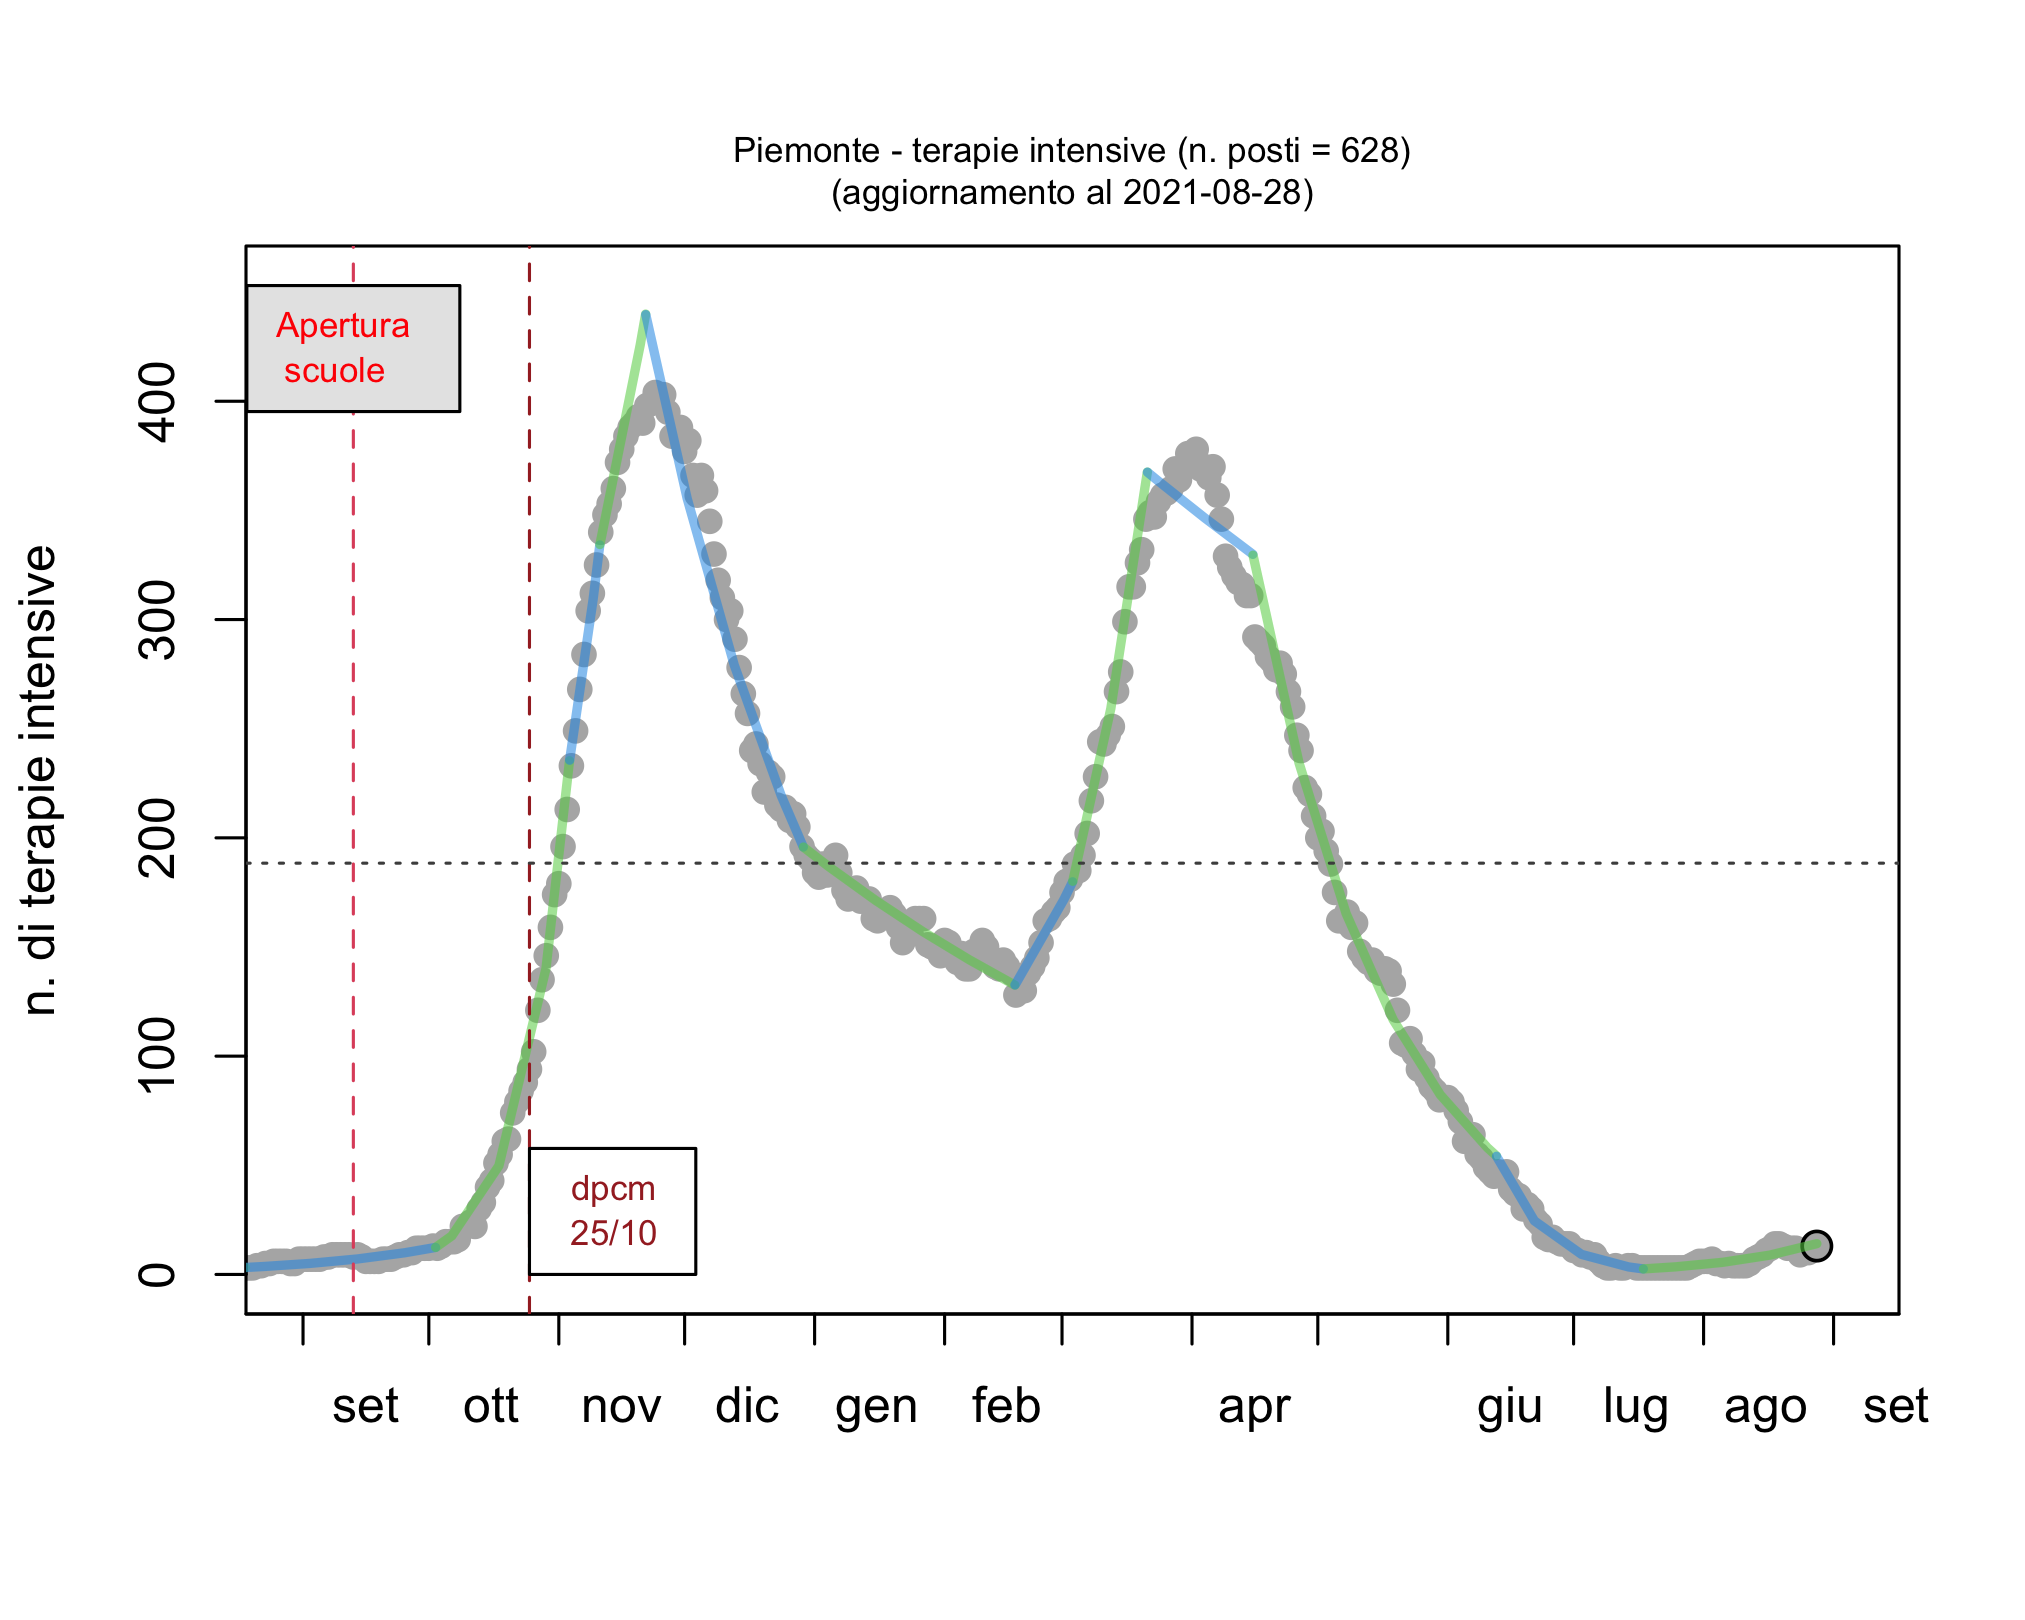 Piemonte - terapie intensive (n. posti = 628)
(aggiornamento al 2021-08-28)
Apertura
scuole
n. di terapie intensive
400
300
200
100
0
dpcm
25/10
set ott nov dic gen feb apr giu lug ago set